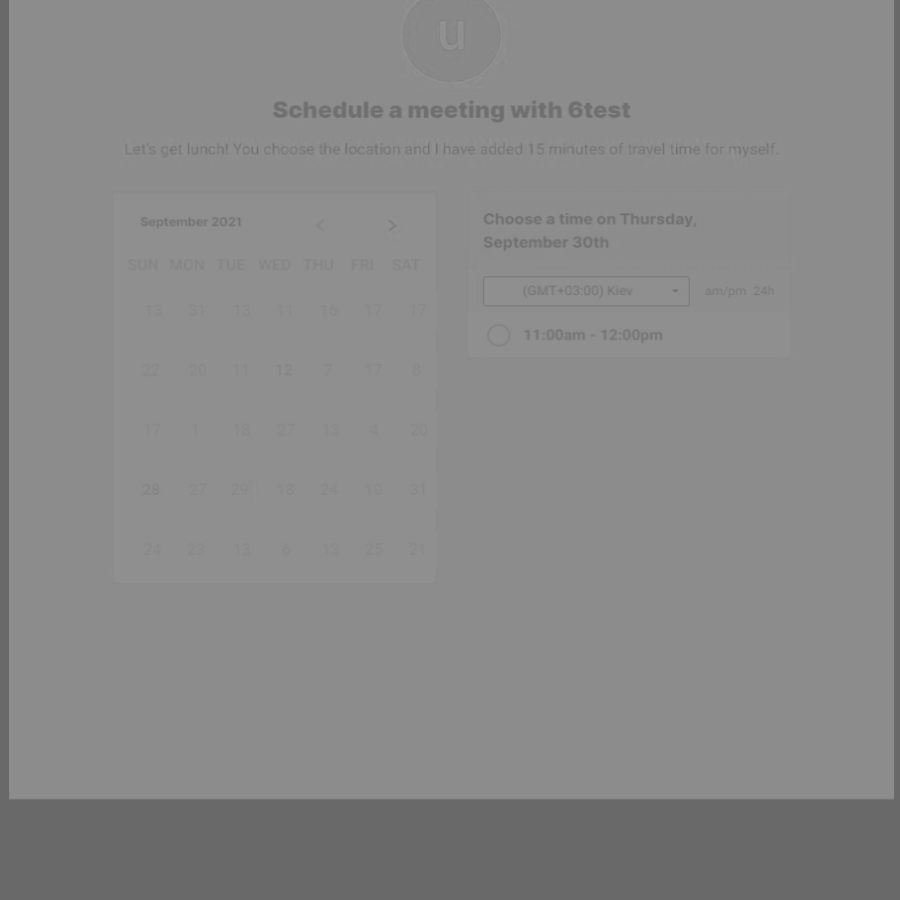 u
Schedule a meeting with 6test
Let's get lunch! You choose the location and I have added 15 minutes of travel time for myself.
September 2021 < >
SUN MON TUE WED THU FRI SAT
13 31 13 11 16 17 17
22 20 11 12 7 17 8
17 1 18 27 13 4 20
28 27 29 18 24 10 31
24 23 13 6 13 25 21
Choose a time on Thursday,
September 30th
(GMT+03:00) Kiev am/pm 24h
11:00am - 12:00pm